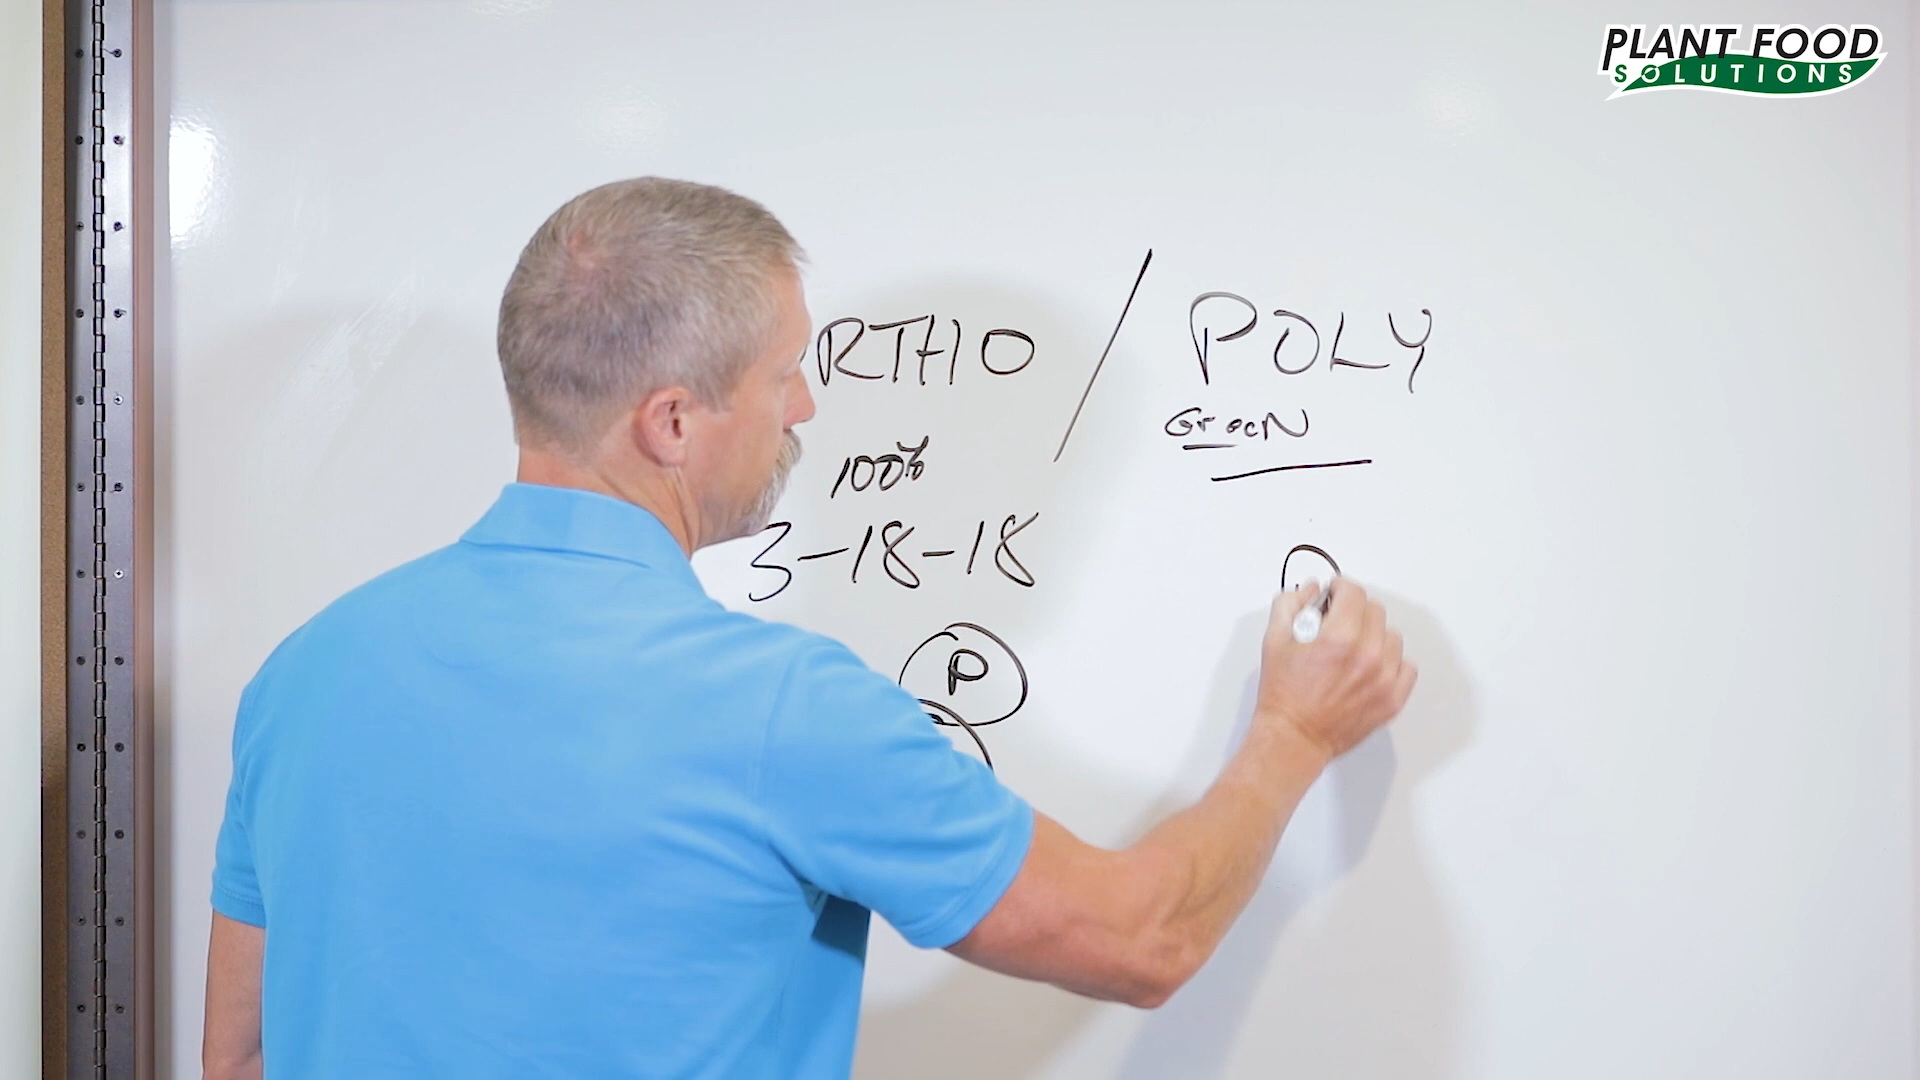 PLANT FOOD
SOLUTIONS
RTHO / POLY
Green
100%
3-18-18
P